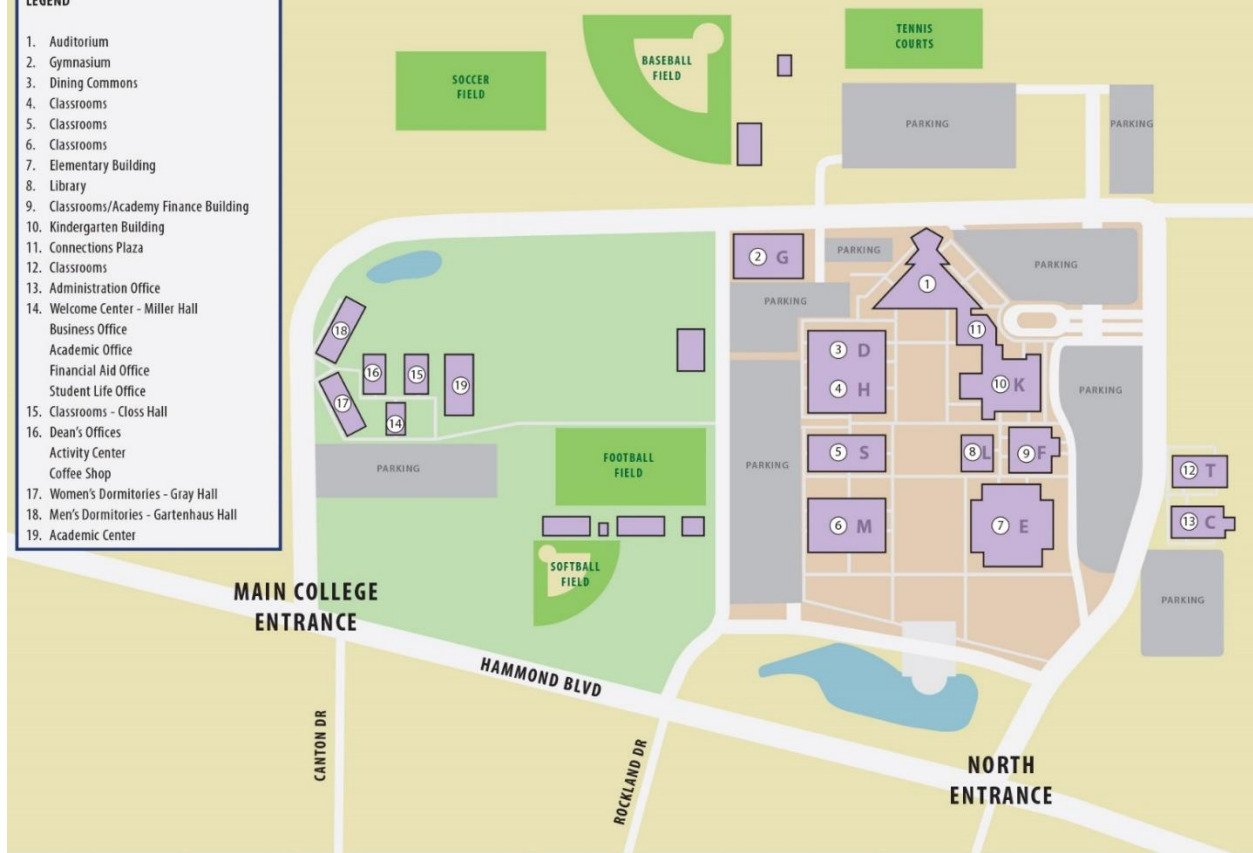 LEGEND
1. Auditorium
2. Gymnasium
3. Dining Commons
4. Classrooms
5. Classrooms
6. Classrooms
7. Elementary Building
8. Library
9. Classrooms/Academy Finance Building
10. Kindergarten Building
11. Connections Plaza
12. Classrooms
13. Administration Office
14. Welcome Center - Miller Hall
Business Office
Academic Office
Financial Aid Office
Student Life Office
15. Classrooms - Closs Hall
16. Dean's Offices
Activity Center
Coffee Shop
17. Women's Dormitories - Gray Hall
18. Men's Dormitories - Gartenhaus Hall
19. Academic Center
SOCCER
FIELD
BASEBALL
FIELD
TENNIS
COURTS
PARKING
PARKING
2 G
PARKING
1
PARKING
PARKING
11
18
16
15
19
17
14
3 D
4 H
10 K
PARKING
PARKING
FOOTBALL
FIELD
PARKING
5 S
8 L
9 F
12 T
6 M
7 E
13 C
SOFTBALL
FIELD
PARKING
MAIN COLLEGE
ENTRANCE
HAMMOND BLVD
CANTON DR
ROCKLAND DR
NORTH
ENTRANCE